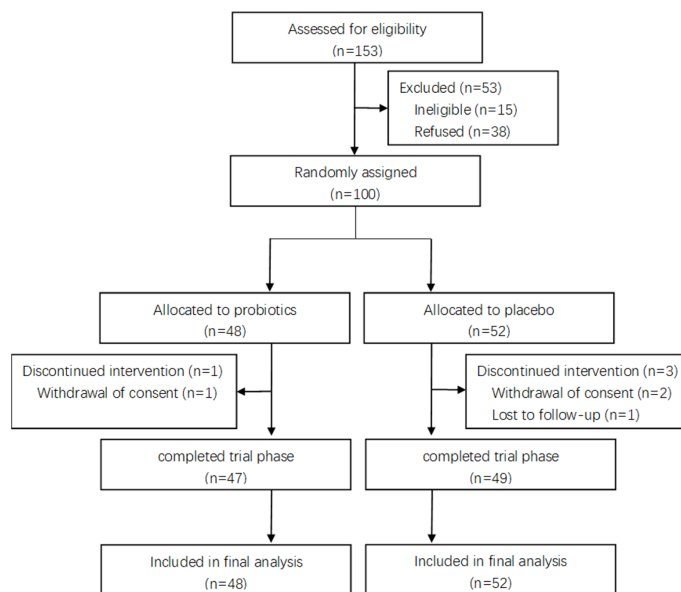 Assessed for eligibility
(n=153)
Excluded (n=53)
Ineligible (n=15)
Refused (n=38)
Randomly assigned
(n=100)
Allocated to probiotics
(n=48)
Allocated to placebo
(n=52)
Discontinued intervention (n=1)
Withdrawal of consent (n=1)
Discontinued intervention (n=3)
Withdrawal of consent (n=2)
Lost to follow-up (n=1)
completed trial phase
(n=47)
completed trial phase
(n=49)
Included in final analysis
(n=48)
Included in final analysis
(n=52)